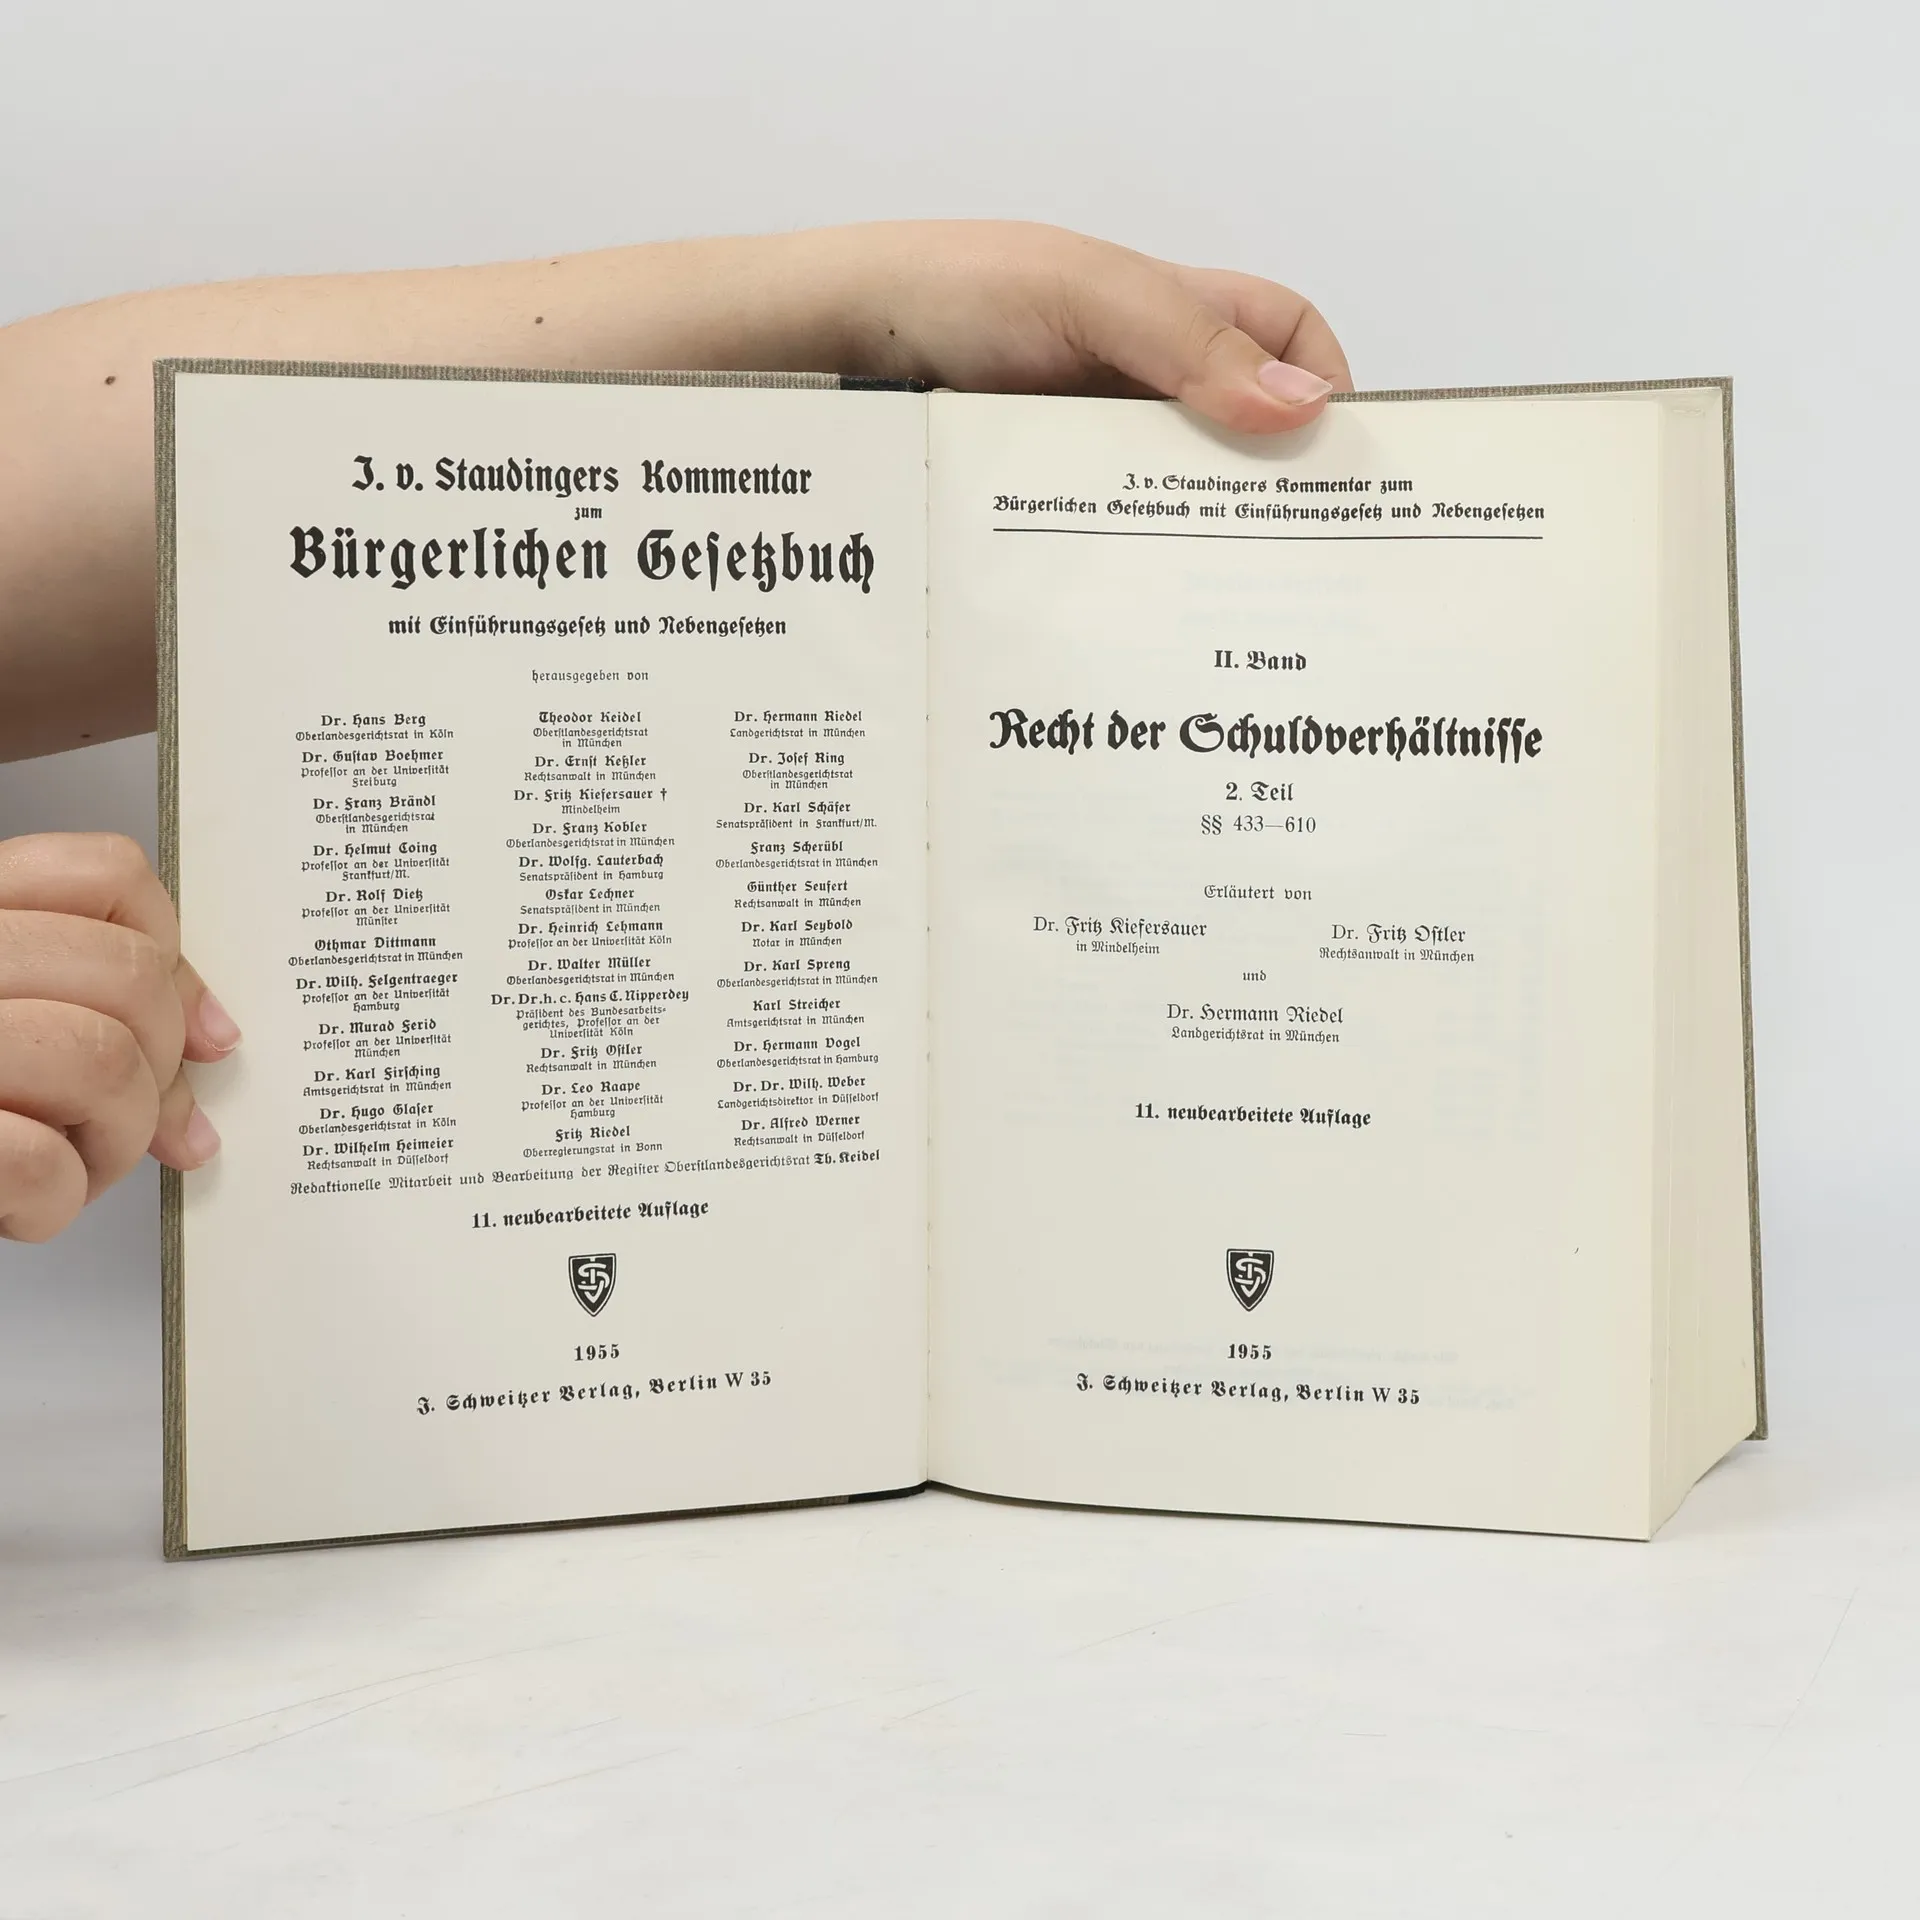 J. v. Staudingers Kommentar
zum
Bürgerlichen Gesetzbuch
mit Einführungsgesetz und Nebengesetzen
herausgegeben von
Dr. Hans Berg
Oberlandesgerichtsrat in Köln
Dr. Gustav Boehmer
Professor an der Universität
Freiburg
Dr. Franz Brändl
Oberstlandesgerichtsrat
in München
Dr. Helmut Coing
Professor an der Universität
Frankfurt/M.
Dr. Rolf Dietz
Professor an der Universität
Münster
Othmar Dittmann
Oberlandesgerichtsrat in München
Dr. Wilh. Felgentraeger
Professor an der Universität
Hamburg
Dr. Murad Ferid
Professor an der Universität
München
Dr. Karl Firsching
Amtsgerichtsrat in München
Dr. Hugo Glaser
Oberlandesgerichtsrat in Köln
Dr. Wilhelm Heimeier
Rechtsanwalt in Düsseldorf
Theodor Keidel
Oberstlandesgerichtsrat
in München
Dr. Ernst Keßler
Rechtsanwalt in München
Dr. Fritz Kiefersauer †
Mindelheim
Dr. Franz Kobler
Oberlandesgerichtsrat in München
Dr. Wolfg. Lauterbach
Senatspräsident in Hamburg
Oskar Lechner
Senatspräsident in München
Dr. Heinrich Lehmann
Professor an der Universität Köln
Dr. Walter Müller
Oberlandesgerichtsrat in München
Dr. Dr. h. c. Hans C. Nipperdey
Präsident des Bundesarbeits-
gerichtes, Professor an der
Universität Köln
Dr. Fritz Ostler
Rechtsanwalt in München
Dr. Leo Raape
Professor an der Universität
Hamburg
Fritz Riedel
Oberregierungsrat in Bonn
Dr. Hermann Riedel
Landgerichtsrat in München
Dr. Josef Ring
Oberstlandesgerichtsrat
in München
Dr. Karl Schäfer
Senatspräsident in Frankfurt/M.
Franz Scherübl
Oberlandesgerichtsrat in München
Günther Seufert
Rechtsanwalt in München
Dr. Karl Seybold
Notar in München
Dr. Karl Spreng
Oberlandesgerichtsrat in München
Karl Streicher
Amtsgerichtsrat in München
Dr. Hermann Vogel
Oberlandesgerichtsrat in Hamburg
Dr. Dr. Wilh. Weber
Landgerichtsdirektor in Düsseldorf
Dr. Alfred Werner
Rechtsanwalt in Düsseldorf
Redaktionelle Mitarbeit und Bearbeitung der Register Oberstlandesgerichtsrat Th. Keidel
11. neubearbeitete Auflage
1955
J. Schweitzer Verlag, Berlin W 35
J. v. Staudingers Kommentar zum
Bürgerlichen Gesetzbuch mit Einführungsgesetz und Nebengesetzen
II. Band
Recht der Schuldverhältnisse
2. Teil
§§ 433—610
Erläutert von
Dr. Fritz Kiefersauer
in Mindelheim
Dr. Fritz Ostler
Rechtsanwalt in München
und
Dr. Hermann Riedel
Landgerichtsrat in München
11. neubearbeitete Auflage
1955
J. Schweitzer Verlag, Berlin W 35